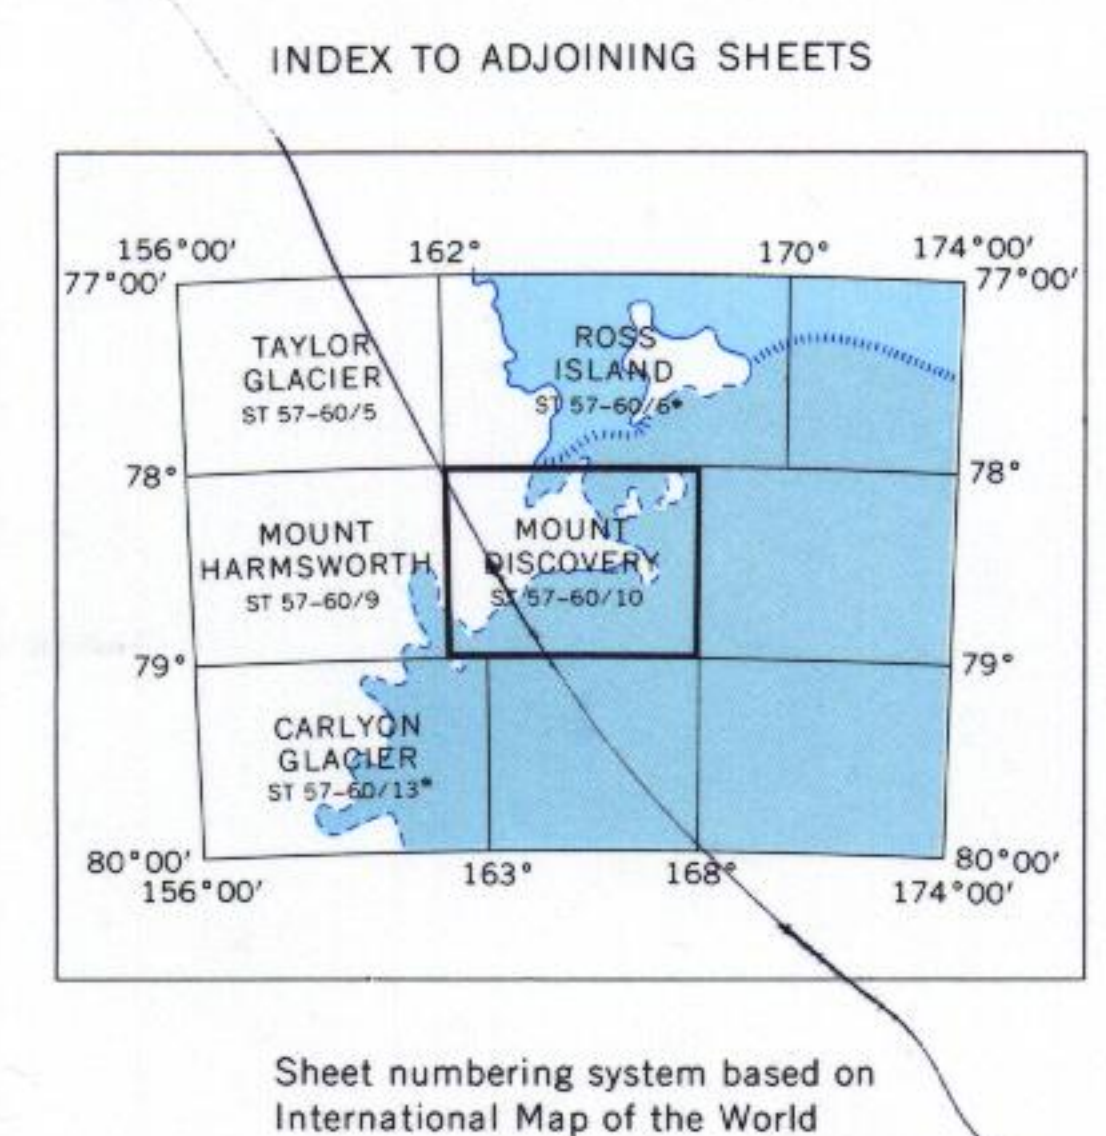 INDEX TO ADJOINING SHEETS
156°00′ 162° 170° 174°00′
77°00′ 77°00′
TAYLOR
GLACIER
ST 57-60/5
ROSS
ISLAND
ST 57-60/6*
78° 78°
MOUNT
HARMSWORTH
ST 57-60/9
MOUNT
DISCOVERY
ST 57-60/10
79° 79°
CARLYON
GLACIER
ST 57-60/13*
80°00′ 80°00′
156°00′ 163° 168° 174°00′
Sheet numbering system based on
International Map of the World